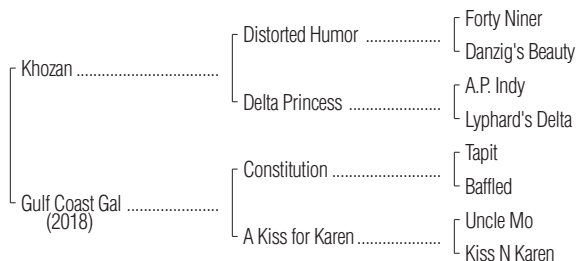 Forty Niner
Distorted Humor ..................
Danzig's Beauty
Khozan ...................................
A.P. Indy
Delta Princess ......................
Lyphard's Delta
Tapit
Constitution ..........................
Baffled
Gulf Coast Gal ......................
(2018)
Uncle Mo
A Kiss for Karen ....................
Kiss N Karen